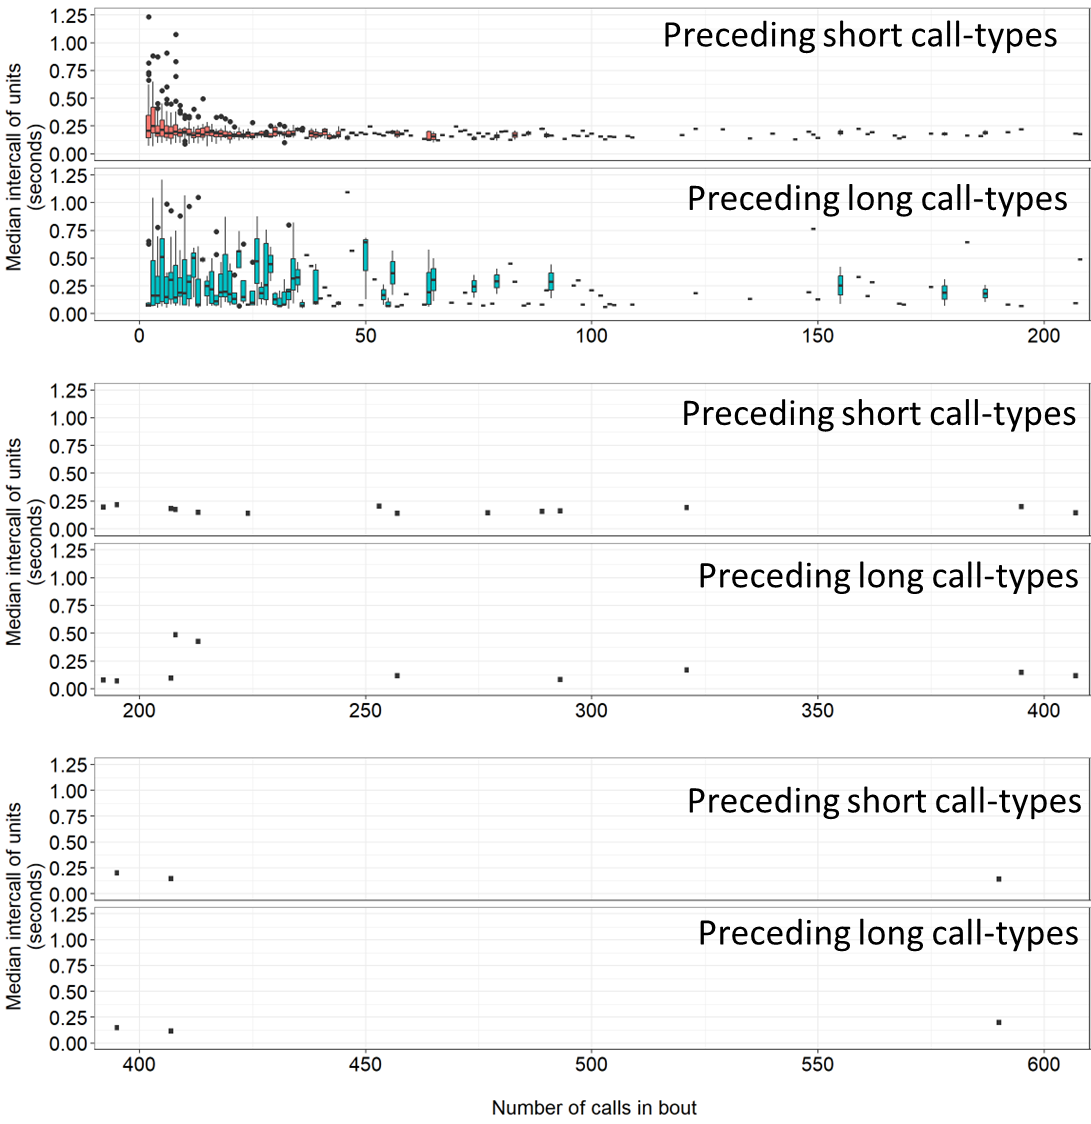 Preceding short call-types
1.25
1.00
0.75
0.50
0.25
0.00
Preceding long call-types
1.25
1.00
0.75
0.50
0.25
0.00
Median intercall of units
(seconds)
0 50 100 150 200
Preceding short call-types
1.25
1.00
0.75
0.50
0.25
0.00
Preceding long call-types
1.25
1.00
0.75
0.50
0.25
0.00
Median intercall of units
(seconds)
200 250 300 350 400
Preceding short call-types
1.25
1.00
0.75
0.50
0.25
0.00
Preceding long call-types
1.25
1.00
0.75
0.50
0.25
0.00
Median intercall of units
(seconds)
400 450 500 550 600
Number of calls in bout